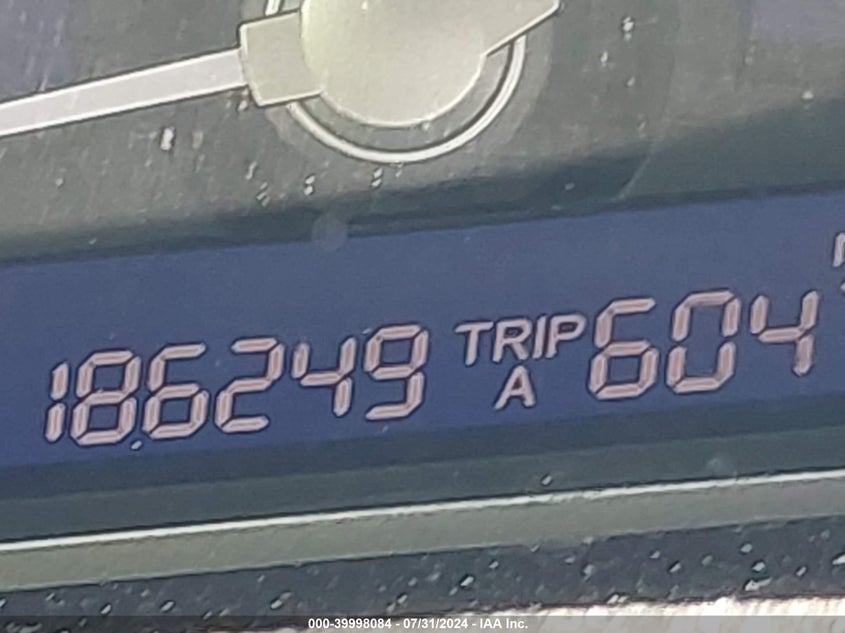 186249 TRIP A 604
000-39998084 - 07/31/2024 - IAA Inc.